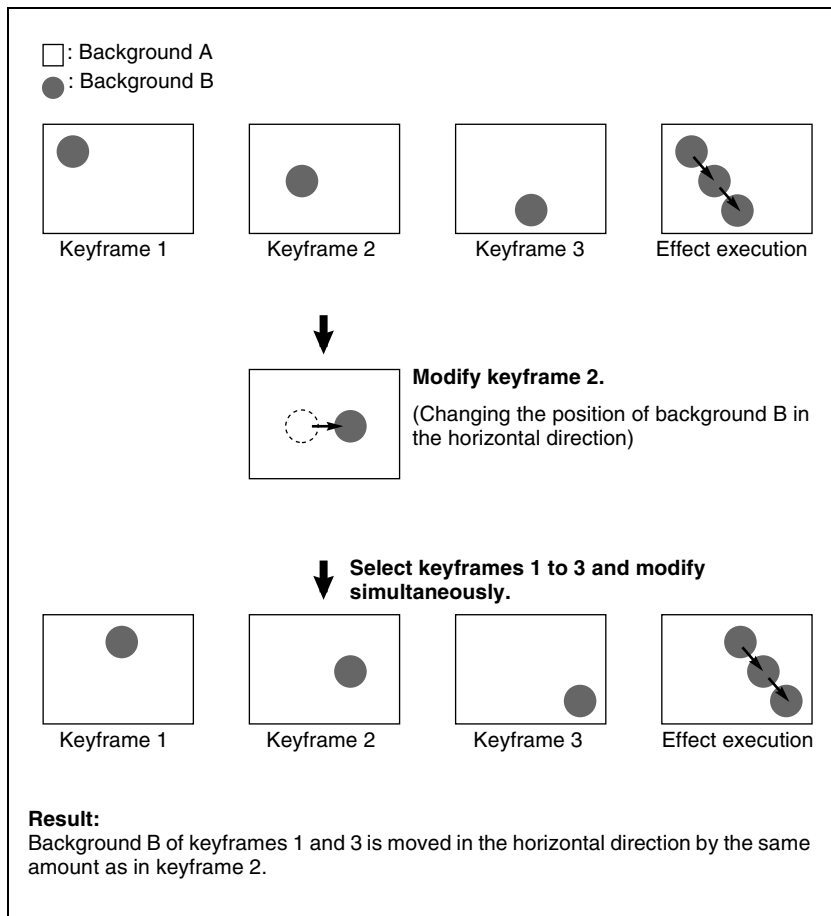 : Background A
: Background B
Keyframe 1
Keyframe 2
Keyframe 3
Effect execution
Modify keyframe 2.
(Changing the position of background B in
the horizontal direction)
Select keyframes 1 to 3 and modify
simultaneously.
Keyframe 1
Keyframe 2
Keyframe 3
Effect execution
Result:
Background B of keyframes 1 and 3 is moved in the horizontal direction by the same
amount as in keyframe 2.